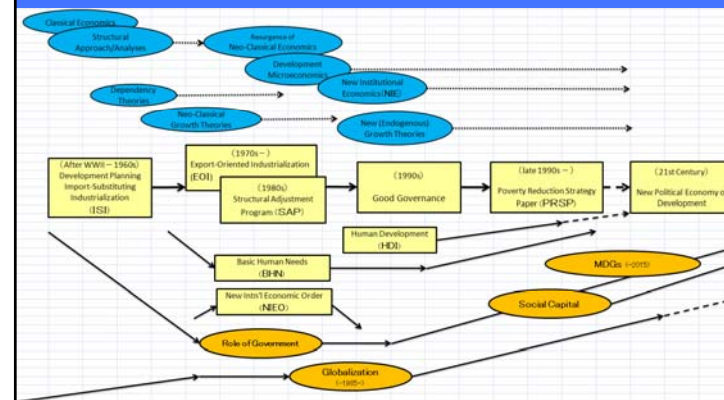 Classical Economics
Structural
Approach/Analyses
Resurgence of
Neo-Classical Economics
Development
Microeconomics
New Institutional
Economics(NIE)
Dependency
Theories
Neo-Classical
Growth Theories
New (Endogenous)
Growth Theories
(After WWII－1960s)
Development Planning
Import-Substituting
Industrialization
(ISI)
(1970s－)
Export-Oriented Industrialization
(EOI)
(1980s)
Structural Adjustment
Program (SAP)
(1990s)
Good Governance
(late 1990s－)
Poverty Reduction Strategy
Paper (PRSP)
(21st Century)
New Political Economy of
Development
Human Development
(HDI)
Basic Human Needs
(BHN)
New Intn'l Economic Order
(NIEO)
MDGs (-2015)
Social Capital
Role of Government
Globalization
(-1985-)